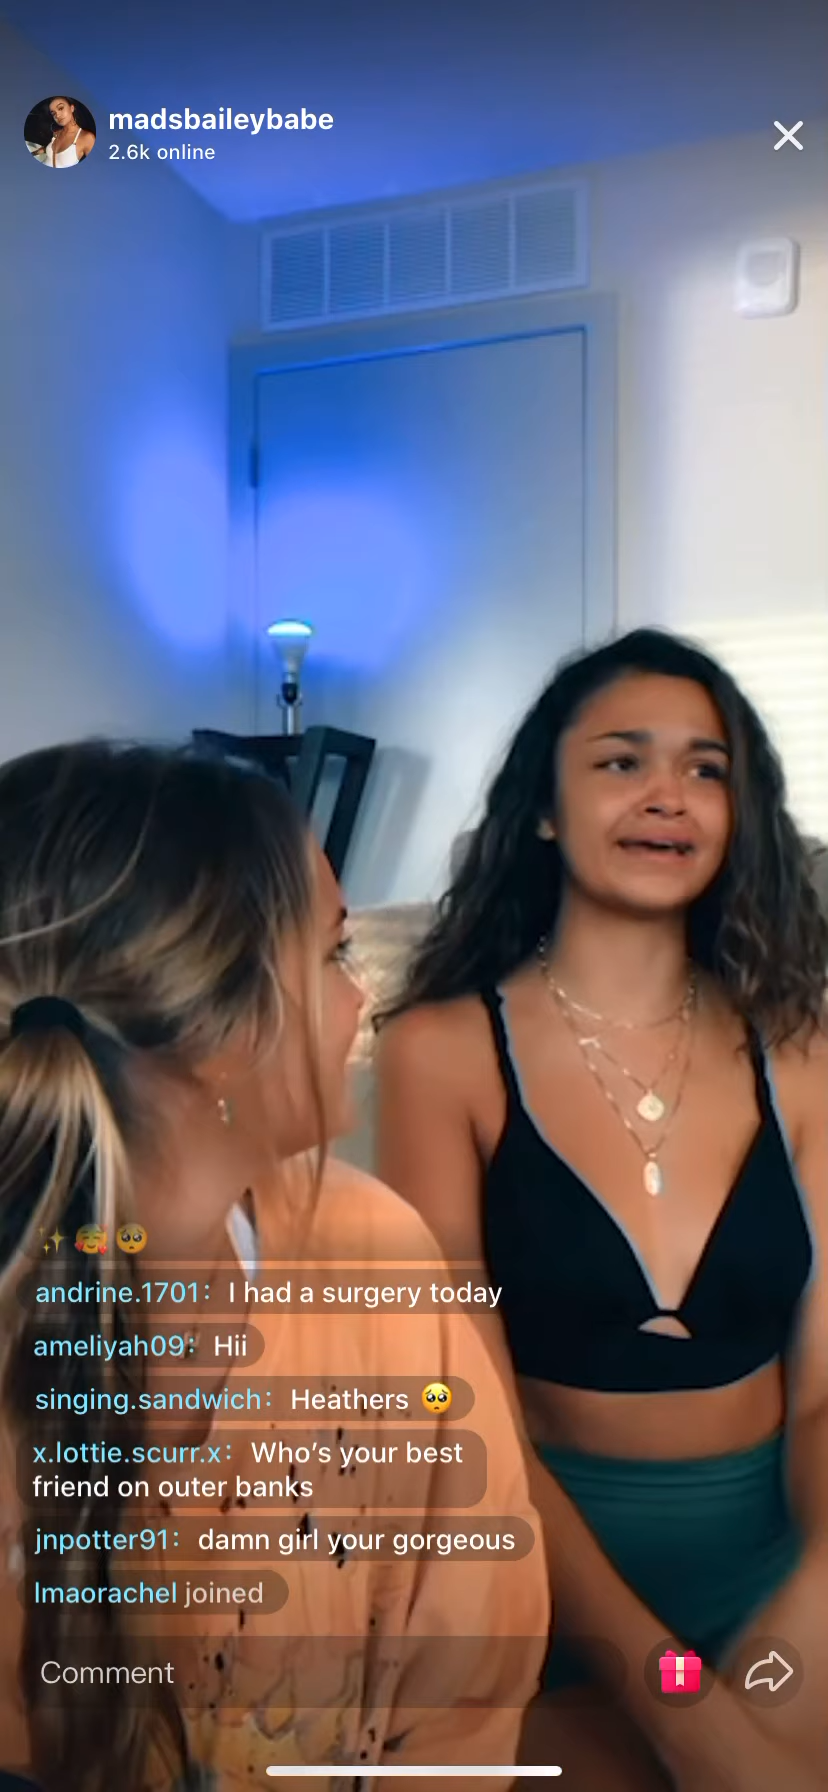 madsbaileybabe
2.6k online
✨ 🥰 🥺
andrine.1701: I had a surgery today
ameliyah09: Hii
singing.sandwich: Heathers 🥺
x.lottie.scurr.x: Who's your best
friend on outer banks
jnpotter91: damn girl your gorgeous
lmaorachel joined
Comment